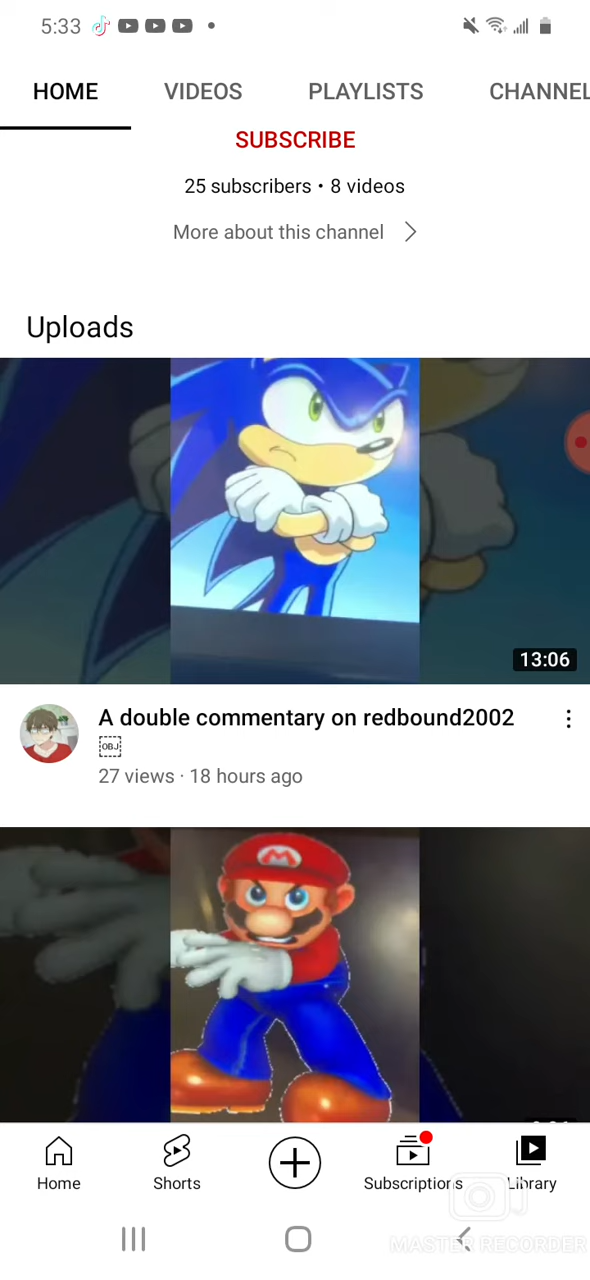 5:33
HOME VIDEOS PLAYLISTS CHANNEL
SUBSCRIBE
25 subscribers • 8 videos
More about this channel
Uploads
13:06
A double commentary on redbound2002
OBJ
27 views · 18 hours ago
M
Home Shorts Subscriptions Library
MASTER RECORDER